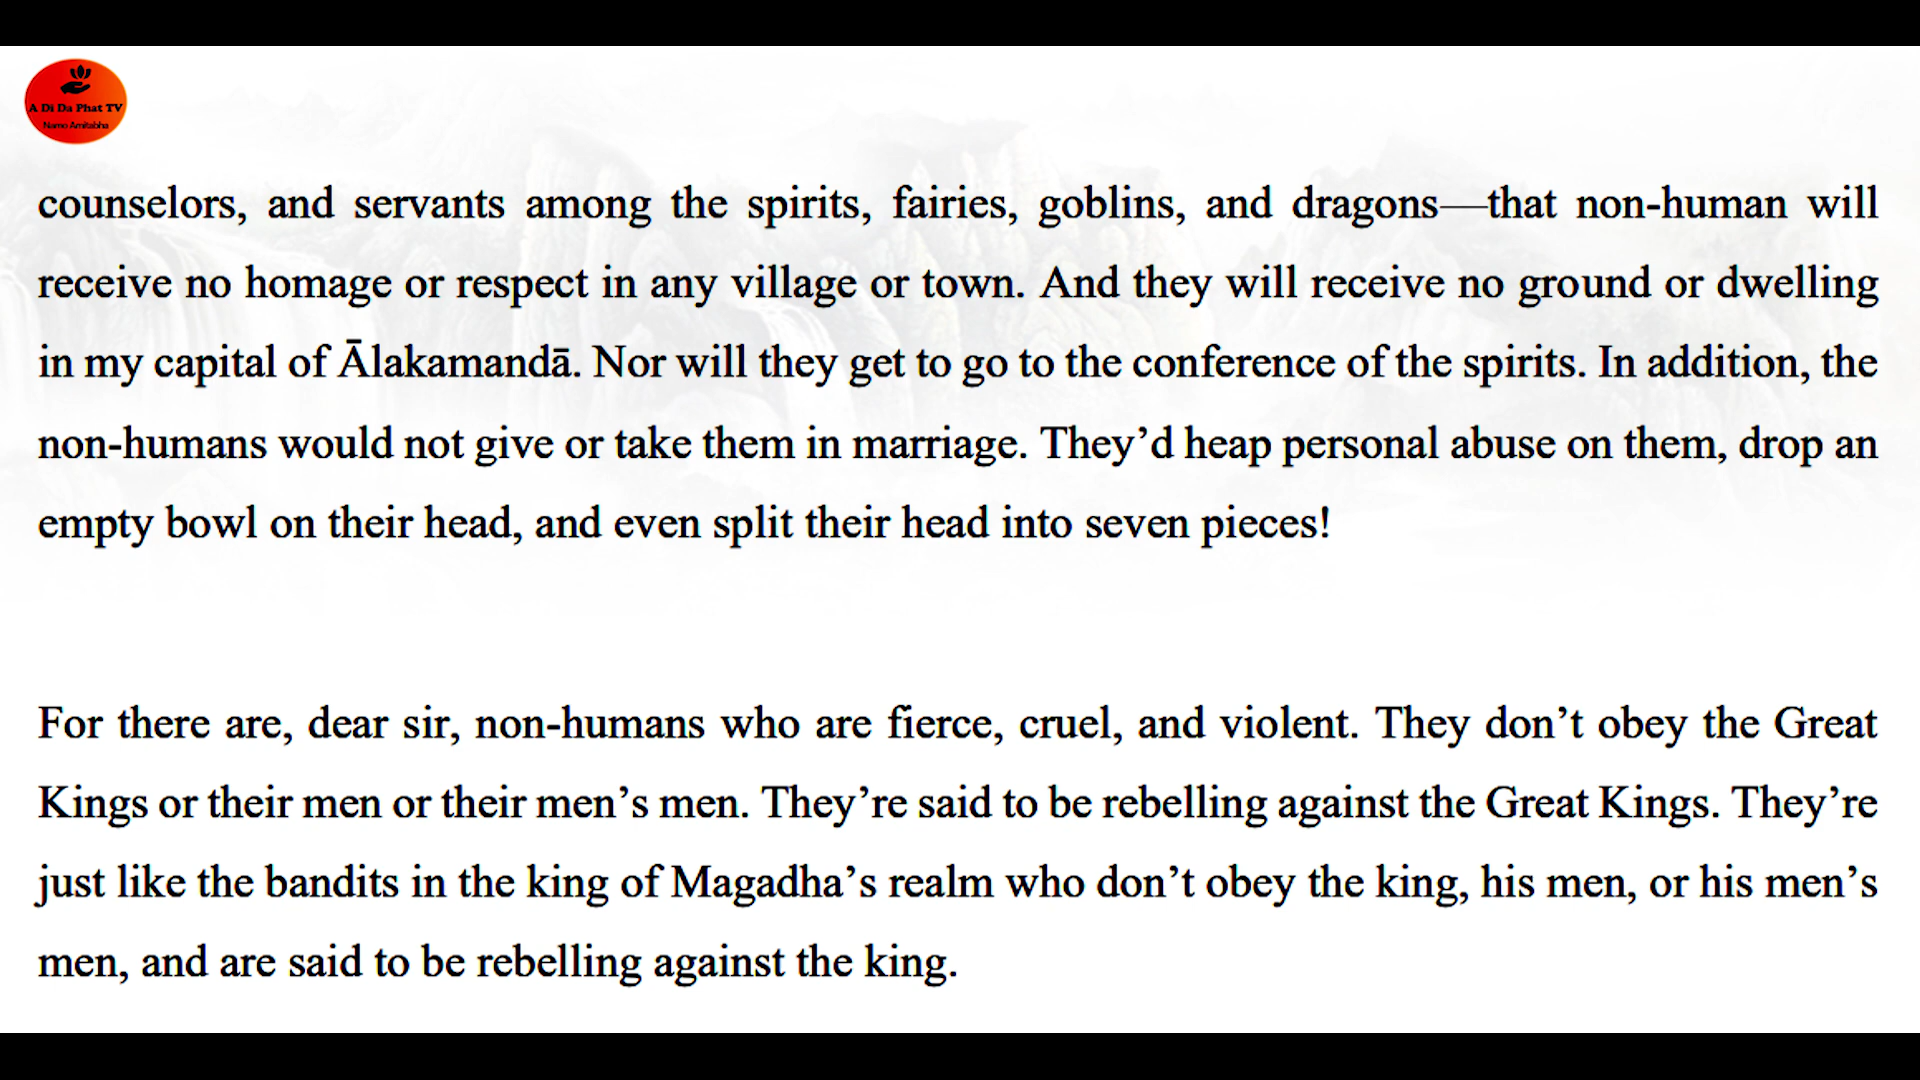 A Di Da Phat TV
Namo Amitabha
counselors, and servants among the spirits, fairies, goblins, and dragons—that non-human will
receive no homage or respect in any village or town. And they will receive no ground or dwelling
in my capital of Ālakamandā. Nor will they get to go to the conference of the spirits. In addition, the
non-humans would not give or take them in marriage. They’d heap personal abuse on them, drop an
empty bowl on their head, and even split their head into seven pieces!
For there are, dear sir, non-humans who are fierce, cruel, and violent. They don’t obey the Great
Kings or their men or their men’s men. They’re said to be rebelling against the Great Kings. They’re
just like the bandits in the king of Magadha’s realm who don’t obey the king, his men, or his men’s
men, and are said to be rebelling against the king.